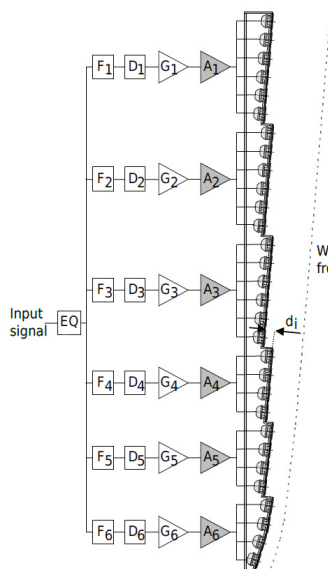 F1 D1 G1 A1
F2 D2 G2 A2
W
fro
F3 D3 G3 A3
Input
signal
EQ
di
F4 D4 G4 A4
F5 D5 G5 A5
F6 D6 G6 A6